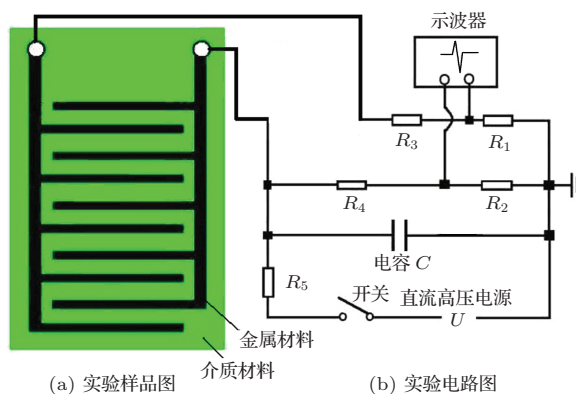 示波器
R3
R1
R4
R2
电容 C
R5
开关
直流高压电源
U
金属材料
介质材料
(a) 实验样品图
(b) 实验电路图